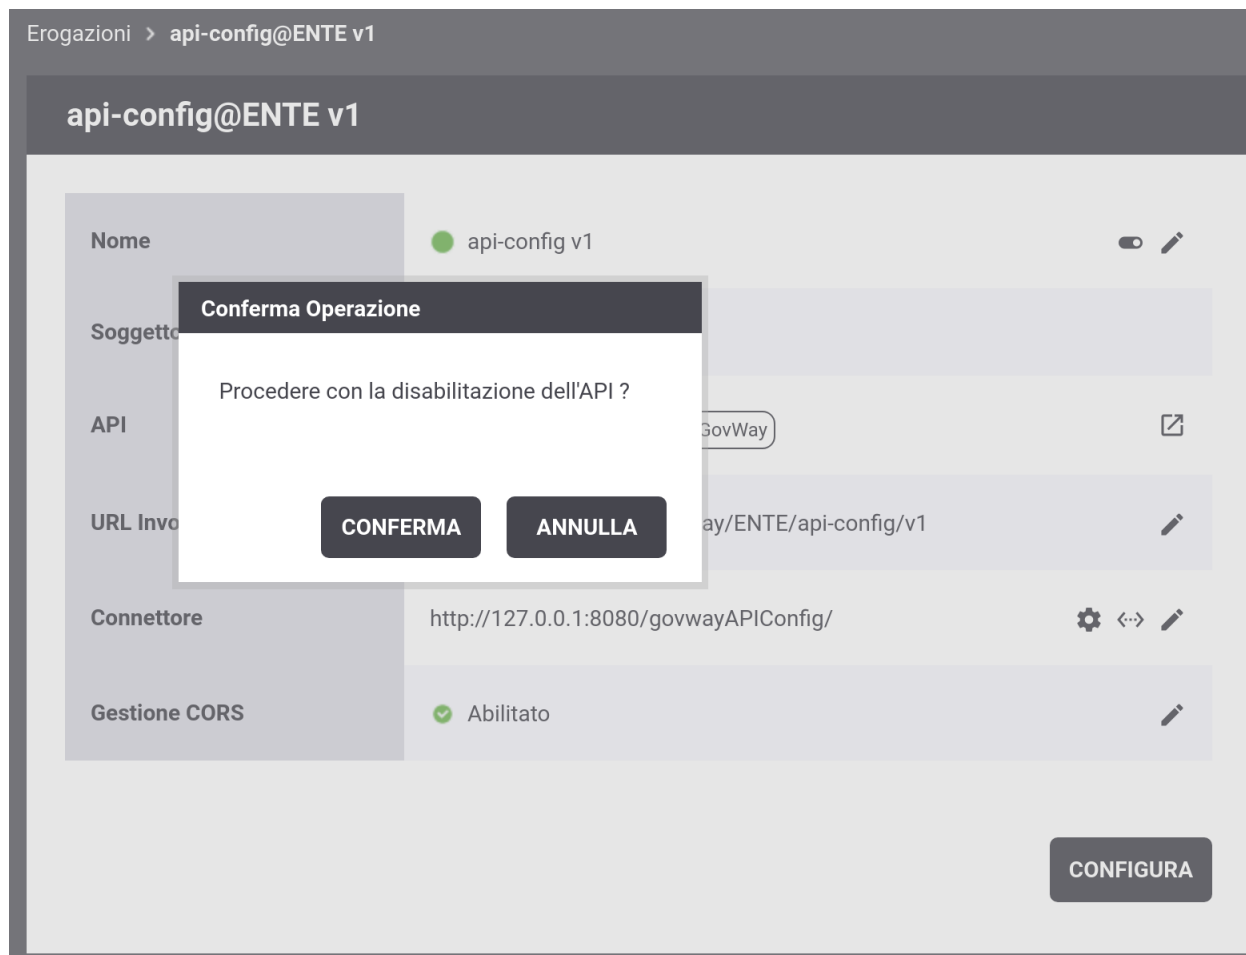 Erogazioni > api-config@ENTE v1
api-config@ENTE v1
Nome
api-config v1
Conferma Operazione
Soggetto
Procedere con la disabilitazione dell'API ?
API
GovWay
URL Invo
ay/ENTE/api-config/v1
CONFERMA
ANNULLA
Connettore
http://127.0.0.1:8080/govwayAPIConfig/
Gestione CORS
Abilitato
CONFIGURA